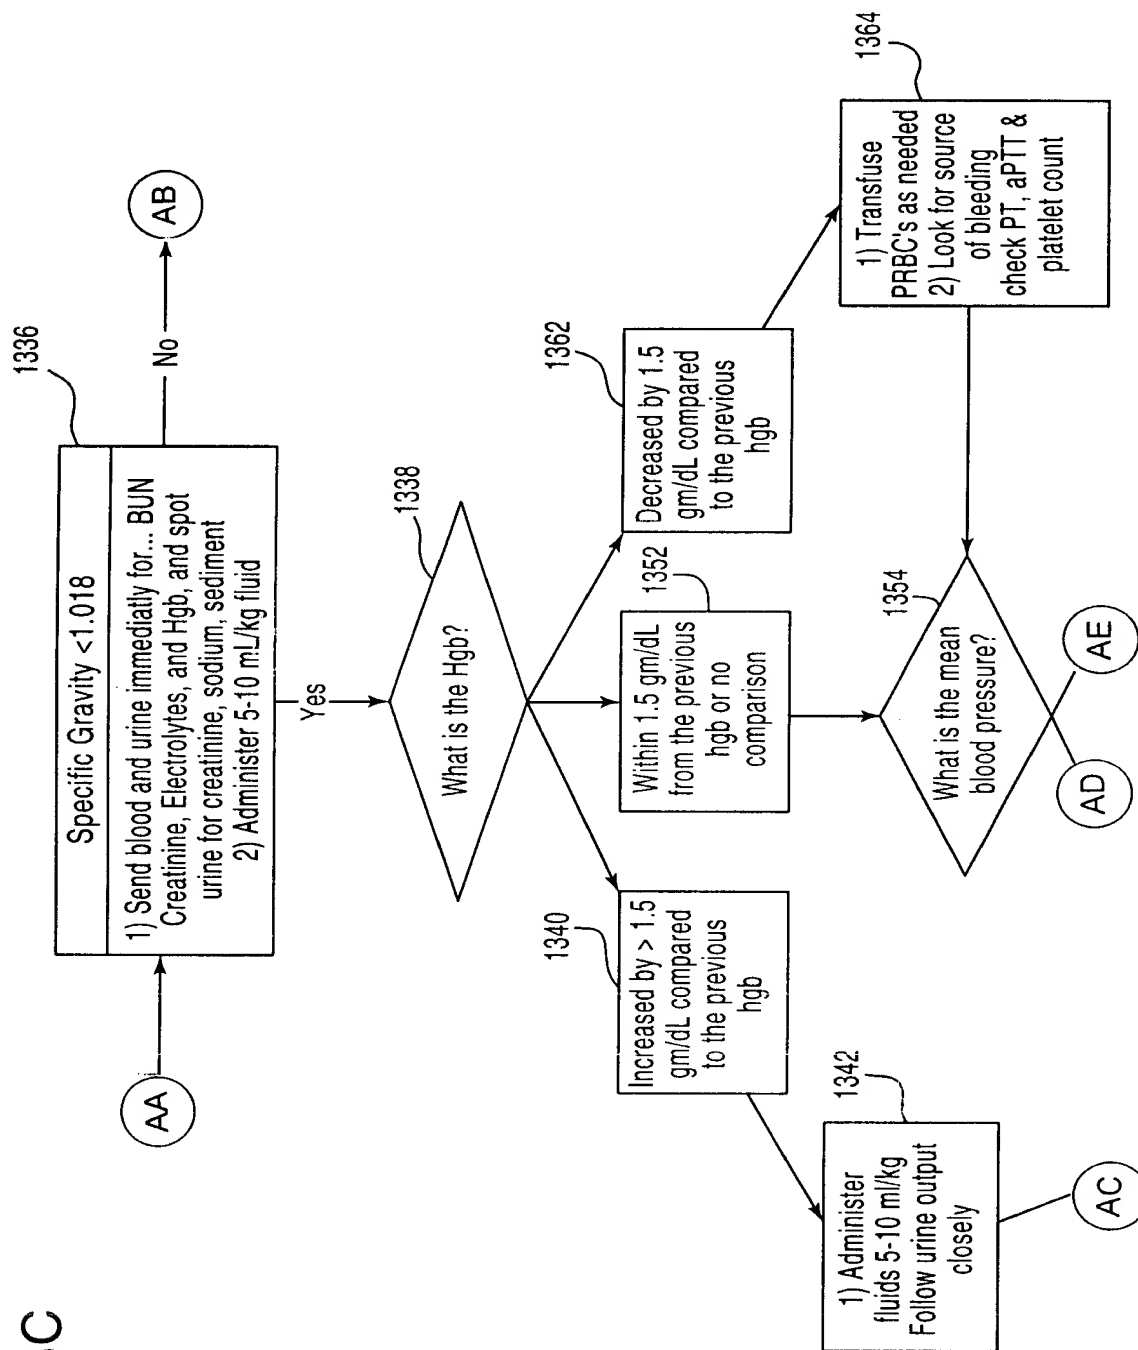 C
AA
1336
Specific Gravity <1.018
1) Send blood and urine immediatly for... BUN
Creatinine, Electrolytes, and Hgb, and spot
urine for creatinine, sodium, sediment
2) Administer 5-10 mL/kg fluid
No
AB
Yes
1338
What is the Hgb?
1340
Increased by > 1.5
gm/dL compared
to the previous
hgb
1352
Within 1.5 gm/dL
from the previous
hgb or no
comparison
1362
Decreased by 1.5
gm/dL compared
to the previous
hgb
1342
1) Administer
fluids 5-10 ml/kg
Follow urine output
closely
AC
1354
What is the mean
blood pressure?
AD
AE
1364
1) Transfuse
PRBC's as needed
2) Look for source
of bleeding
check PT, aPTT &
platelet count